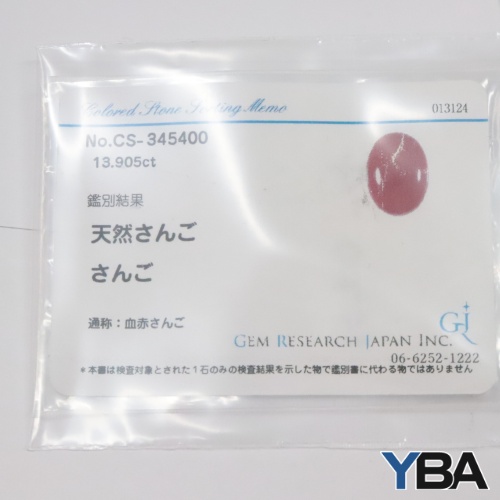 Colored Stone Sorting Memo
013124
No.CS-345400
13.905ct
鑑別結果
天然さんご
さんご
通称：血赤さんご
GJ
GEM RESEARCH JAPAN INC.
06-6252-1222
*本書は検査対象とされた1石のみの検査結果を示した物で鑑別書に代わる物ではありません
YBA